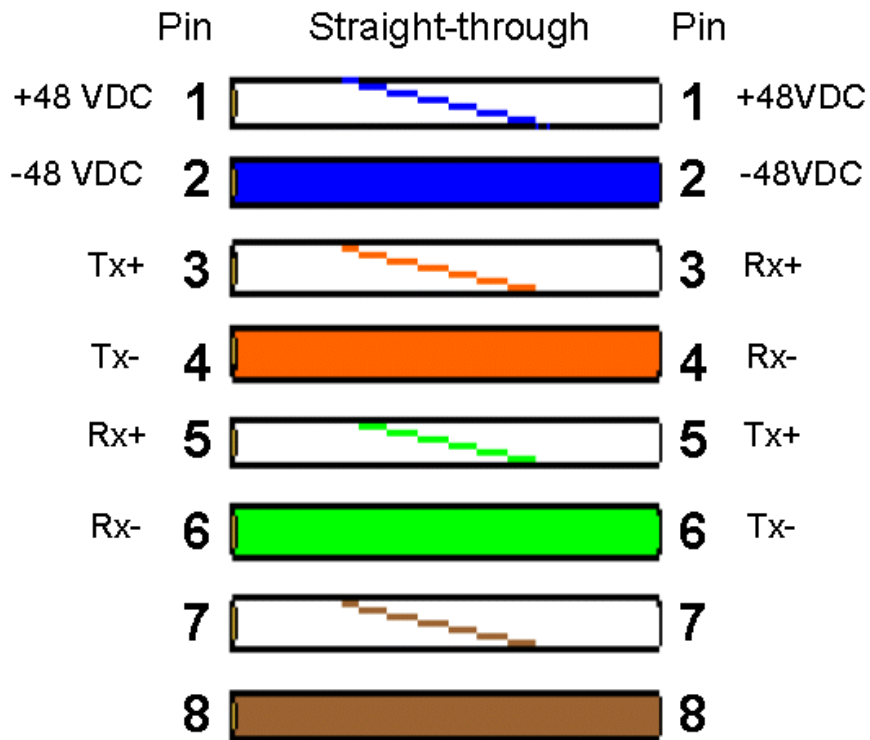 Pin Straight-through Pin
+48 VDC 1 1 +48VDC
-48 VDC 2 2 -48VDC
Tx+ 3 3 Rx+
Tx- 4 4 Rx-
Rx+ 5 5 Tx+
Rx- 6 6 Tx-
7 7
8 8